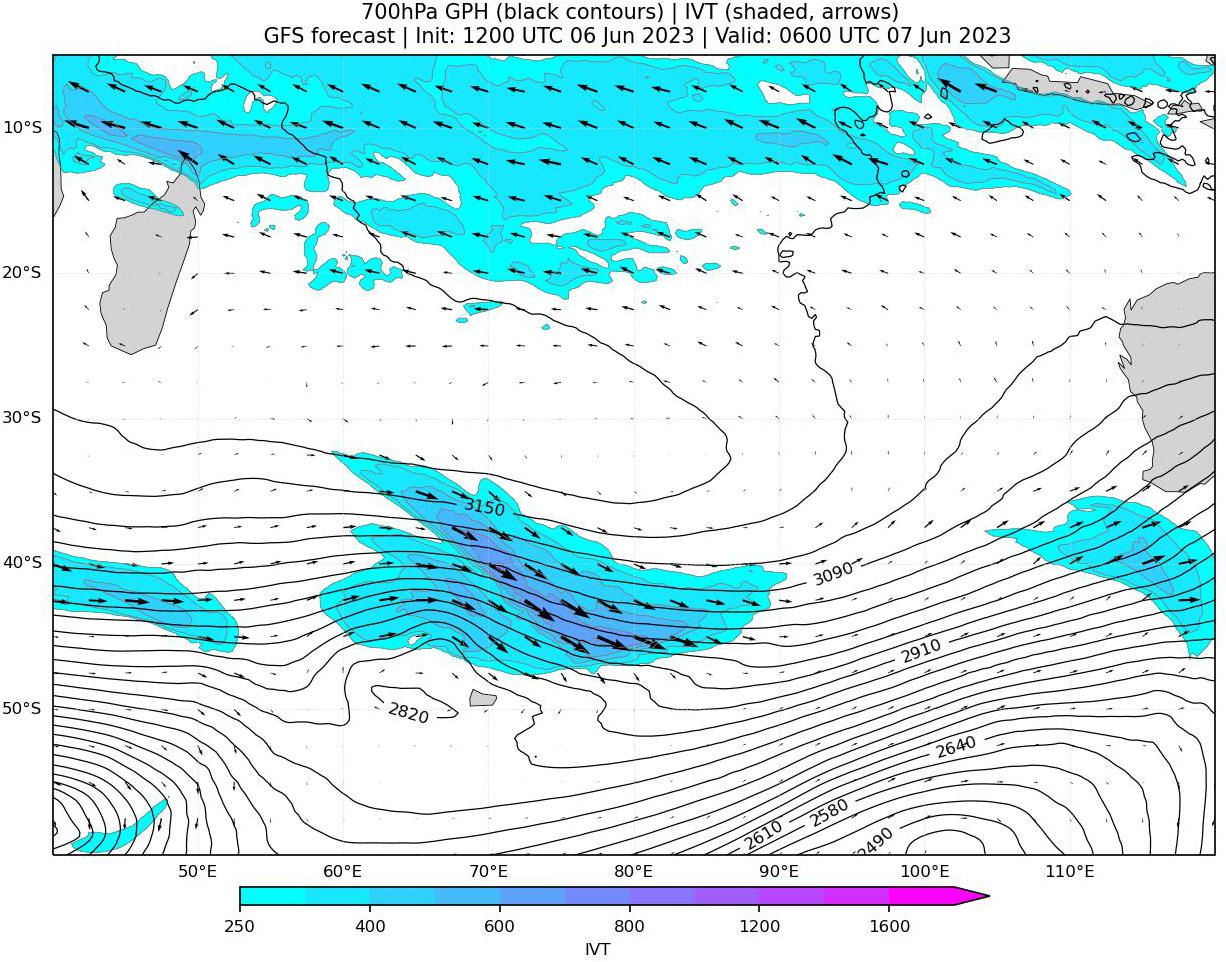 700hPa GPH (black contours) | IVT (shaded, arrows)
GFS forecast | Init: 1200 UTC 06 Jun 2023 | Valid: 0600 UTC 07 Jun 2023
10°S
20°S
30°S
3150
40°S
3090
2910
50°S
2820
2640
2580
2610
2490
50°E 60°E 70°E 80°E 90°E 100°E 110°E
250 400 600 800 1200 1600
IVT